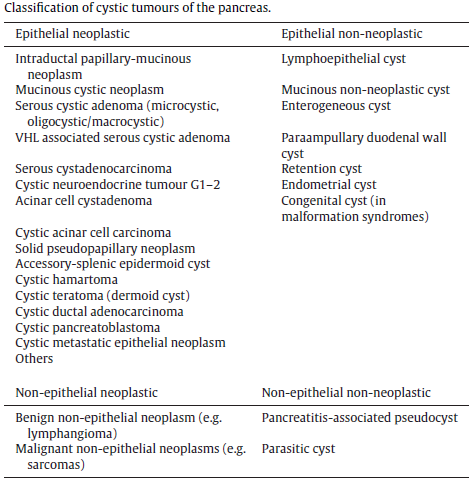 Classification of cystic tumours of the pancreas.
Epithelial neoplastic Epithelial non-neoplastic
Intraductal papillary-mucinous Lymphoepithelial cyst
neoplasm
Mucinous cystic neoplasm Mucinous non-neoplastic cyst
Serous cystic adenoma (microcystic, Enterogeneous cyst
oligocystic/macrocystic)
VHL associated serous cystic adenoma Paraampullary duodenal wall
cyst
Serous cystadenocarcinoma Retention cyst
Cystic neuroendocrine tumour G1–2 Endometrial cyst
Acinar cell cystadenoma Congenital cyst (in
malformation syndromes)
Cystic acinar cell carcinoma
Solid pseudopapillary neoplasm
Accessory-splenic epidermoid cyst
Cystic hamartoma
Cystic teratoma (dermoid cyst)
Cystic ductal adenocarcinoma
Cystic pancreatoblastoma
Cystic metastatic epithelial neoplasm
Others
Non-epithelial neoplastic Non-epithelial non-neoplastic
Benign non-epithelial neoplasm (e.g. Pancreatitis-associated pseudocyst
lymphangioma)
Malignant non-epithelial neoplasms (e.g. Parasitic cyst
sarcomas)